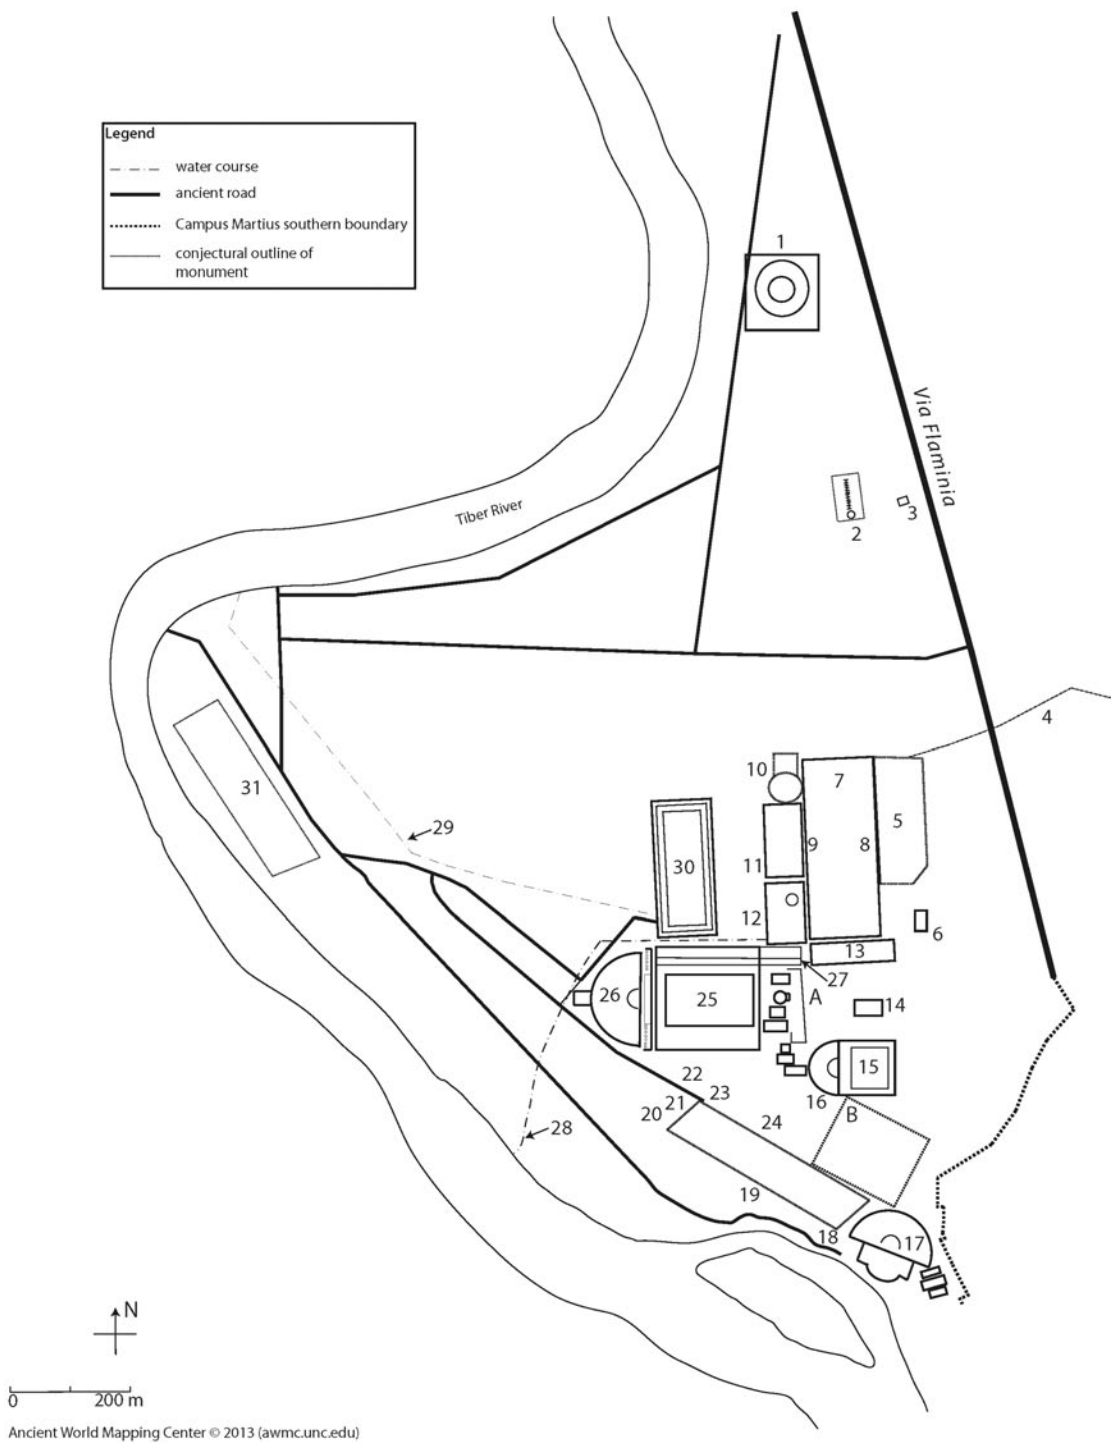 Legend
water course
ancient road
Campus Martius southern boundary
conjectural outline of
monument
1
Via Flaminia
Tiber River
3
2
4
10
7
31
5
29
9
8
11
30
12
6
13
27
26
25
A
14
15
22
16
23
B
21
20
24
28
19
18
17
N
0
200 m
Ancient World Mapping Center © 2013 (awmc.unc.edu)